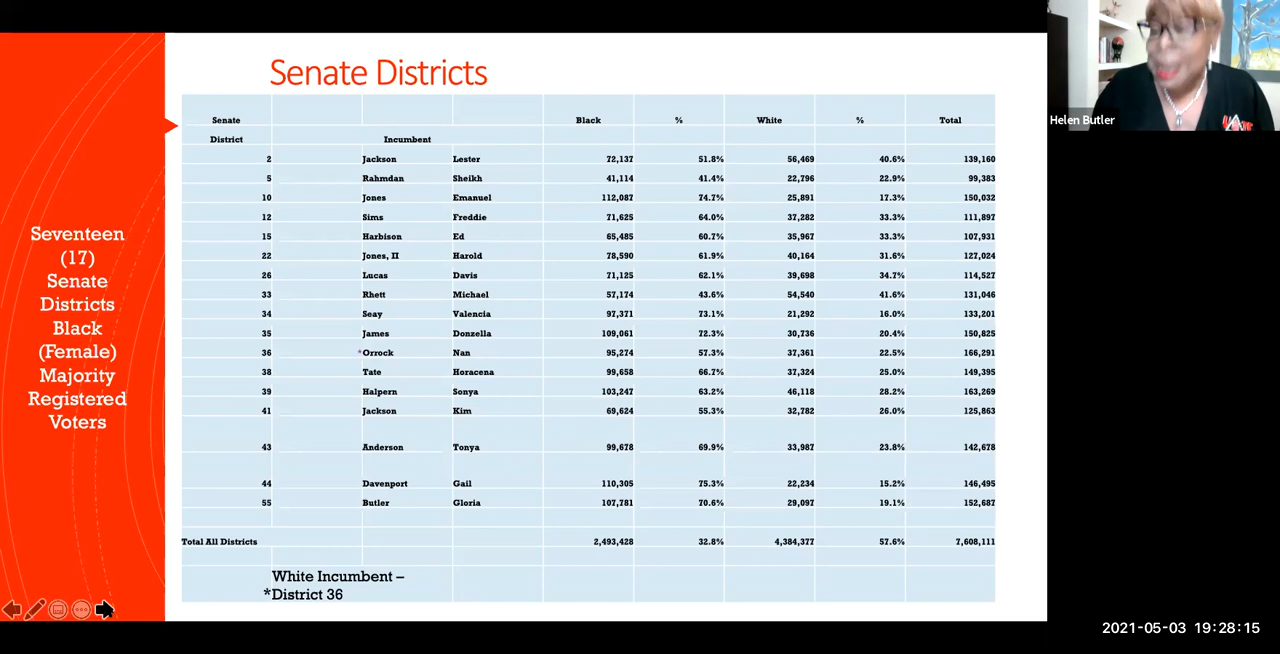 Senate Districts
Seventeen
(17)
Senate
Districts
Black
(Female)
Majority
Registered
Voters
Senate Black % White % Total
District Incumbent
2 Jackson Lester 72,137 51.8% 56,469 40.6% 139,160
5 Rahmdan Sheikh 41,114 41.4% 22,796 22.9% 99,383
10 Jones Emanuel 112,087 74.7% 25,891 17.3% 150,032
12 Sims Freddie 71,625 64.0% 37,282 33.3% 111,897
15 Harbison Ed 65,485 60.7% 35,967 33.3% 107,931
22 Jones, II Harold 78,590 61.9% 40,164 31.6% 127,024
26 Lucas Davis 71,125 62.1% 39,698 34.7% 114,527
33 Rhett Michael 57,174 43.6% 54,540 41.6% 131,046
34 Seay Valencia 97,371 73.1% 21,292 16.0% 133,201
35 James Donzella 109,061 72.3% 30,736 20.4% 150,825
36 *Orrock Nan 95,274 57.3% 37,361 22.5% 166,291
38 Tate Horacena 99,658 66.7% 37,324 25.0% 149,395
39 Halpern Sonya 103,247 63.2% 46,118 28.2% 163,269
41 Jackson Kim 69,624 55.3% 32,782 26.0% 125,863
43 Anderson Tonya 99,678 69.9% 33,987 23.8% 142,678
44 Davenport Gail 110,305 75.3% 22,234 15.2% 146,495
55 Butler Gloria 107,781 70.6% 29,097 19.1% 152,687
Total All Districts 2,493,428 32.8% 4,384,377 57.6% 7,608,111
White Incumbent –
*District 36
Helen Butler
2021-05-03 19:28:15